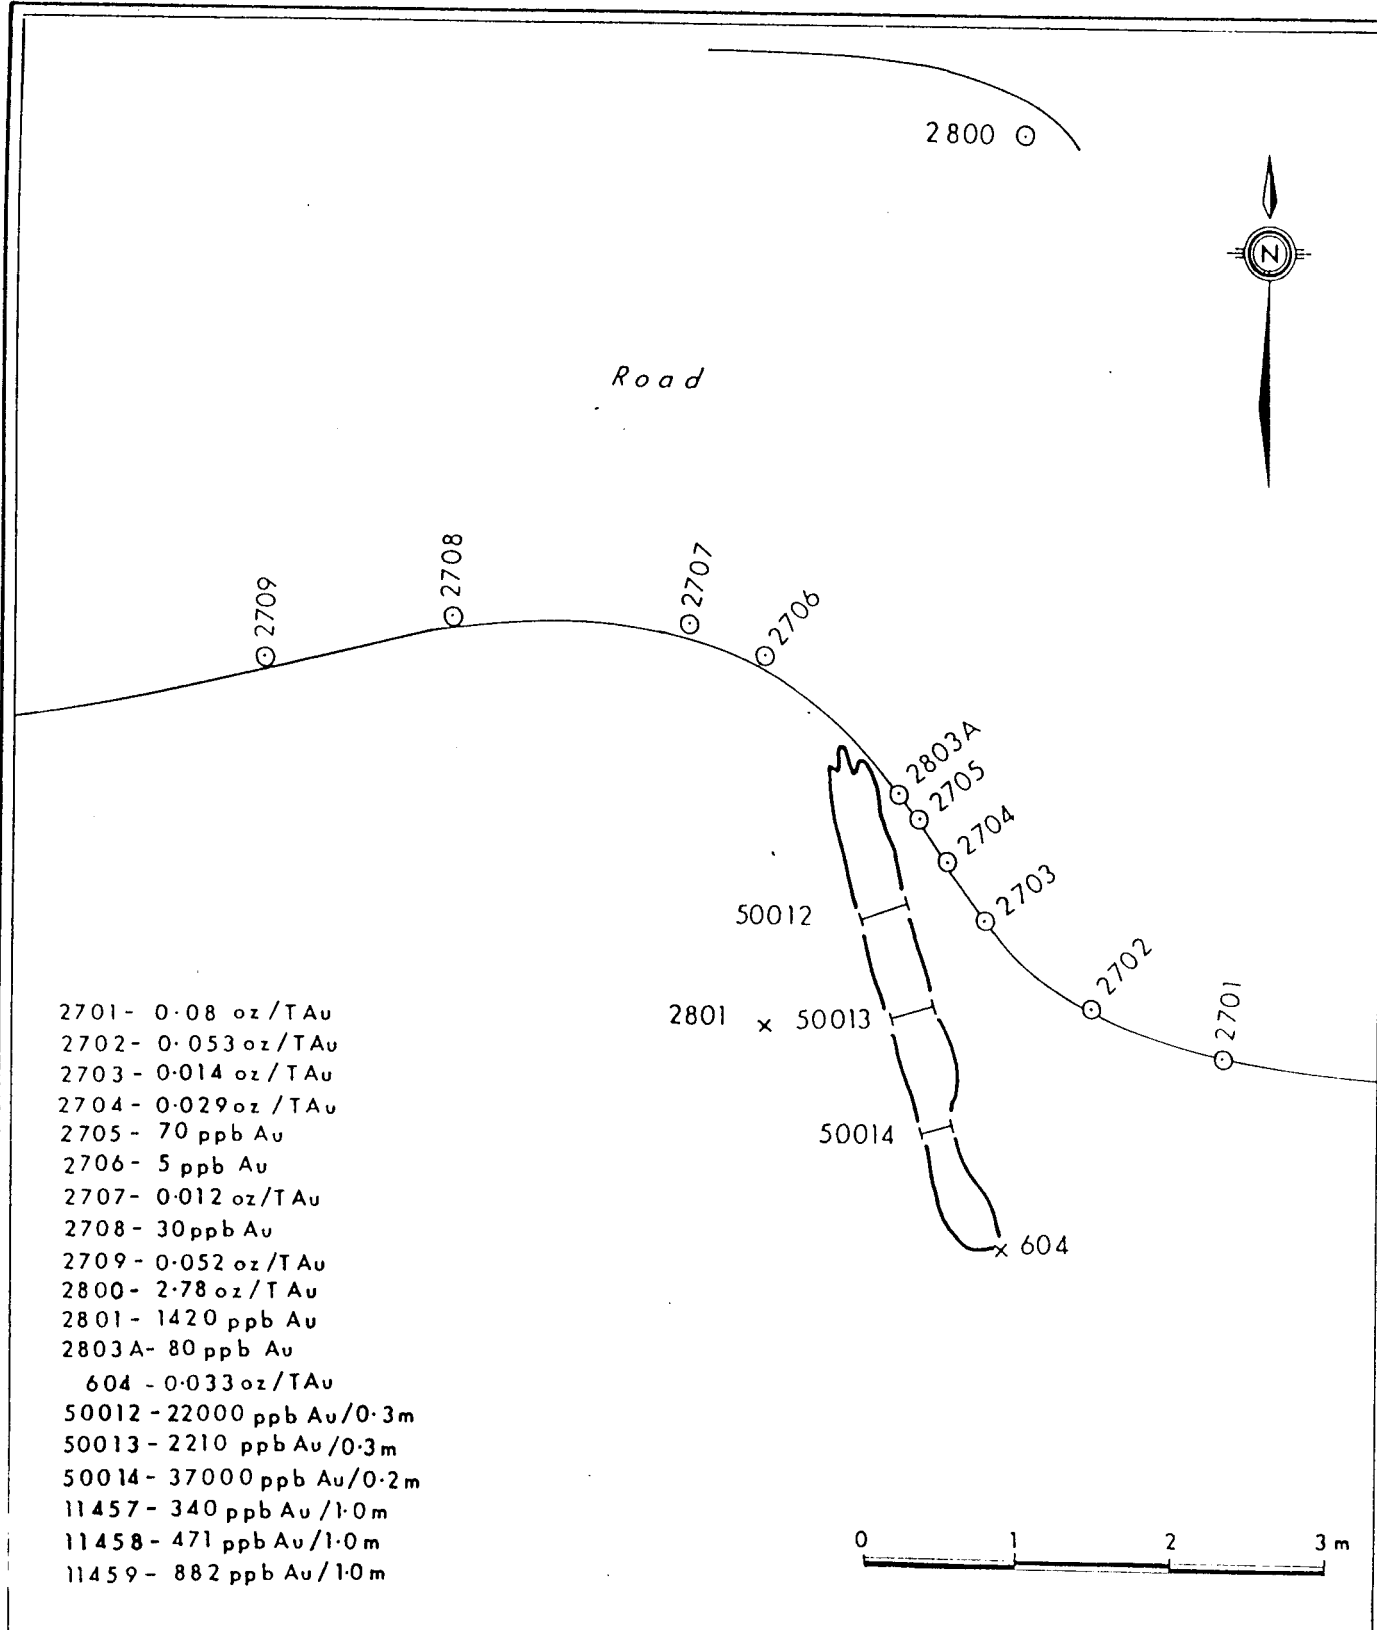 2800
N
Road
2709
2708
2707
2706
2803A
2705
2704
2703
2702
2701
50012
2801 x 50013
50014
x 604
2701 - 0·08 oz/TAu
2702 - 0·053 oz/TAu
2703 - 0·014 oz/TAu
2704 - 0·029 oz/TAu
2705 - 70 ppb Au
2706 - 5 ppb Au
2707 - 0·012 oz/TAu
2708 - 30 ppb Au
2709 - 0·052 oz/TAu
2800 - 2·78 oz/TAu
2801 - 1420 ppb Au
2803A - 80 ppb Au
604 - 0·033 oz/TAu
50012 - 22000 ppb Au/0·3m
50013 - 2210 ppb Au/0·3m
50014 - 37000 ppb Au/0·2m
11457 - 340 ppb Au/1·0m
11458 - 471 ppb Au/1·0m
11459 - 882 ppb Au/1·0m
0 1 2 3 m